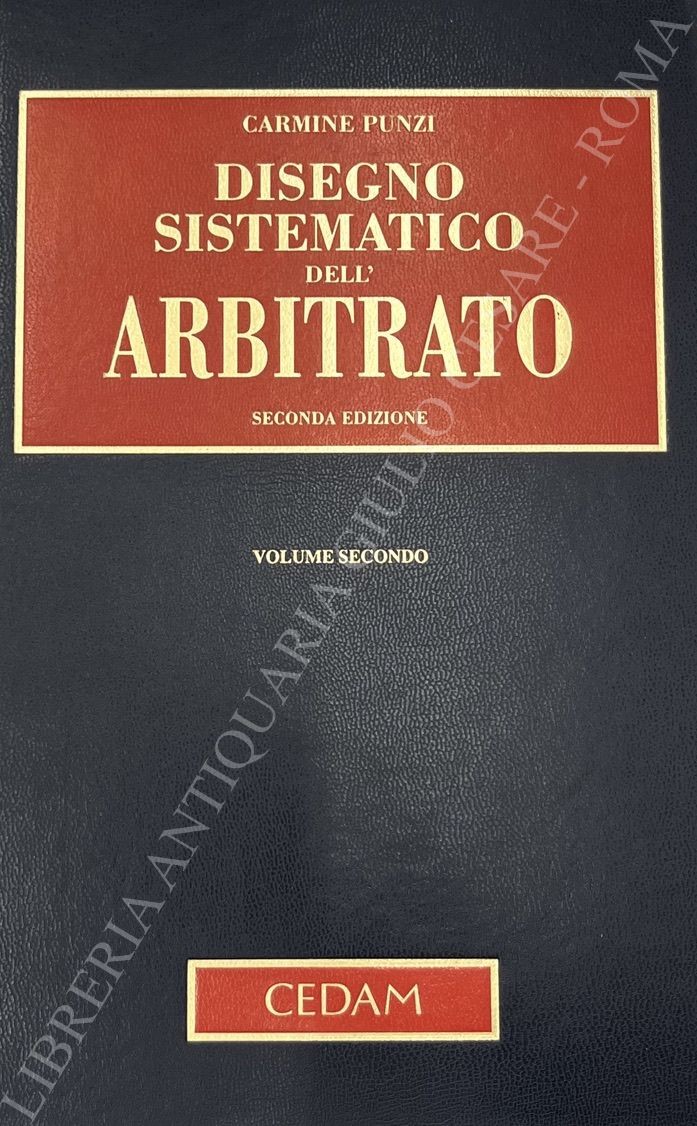 CARMINE PUNZI
DISEGNO
SISTEMATICO
DELL'
ARBITRATO
SECONDA EDIZIONE
VOLUME SECONDO
CEDAM
LIBRERIA ANTIQUARIA GIULIO CESARE - ROMA